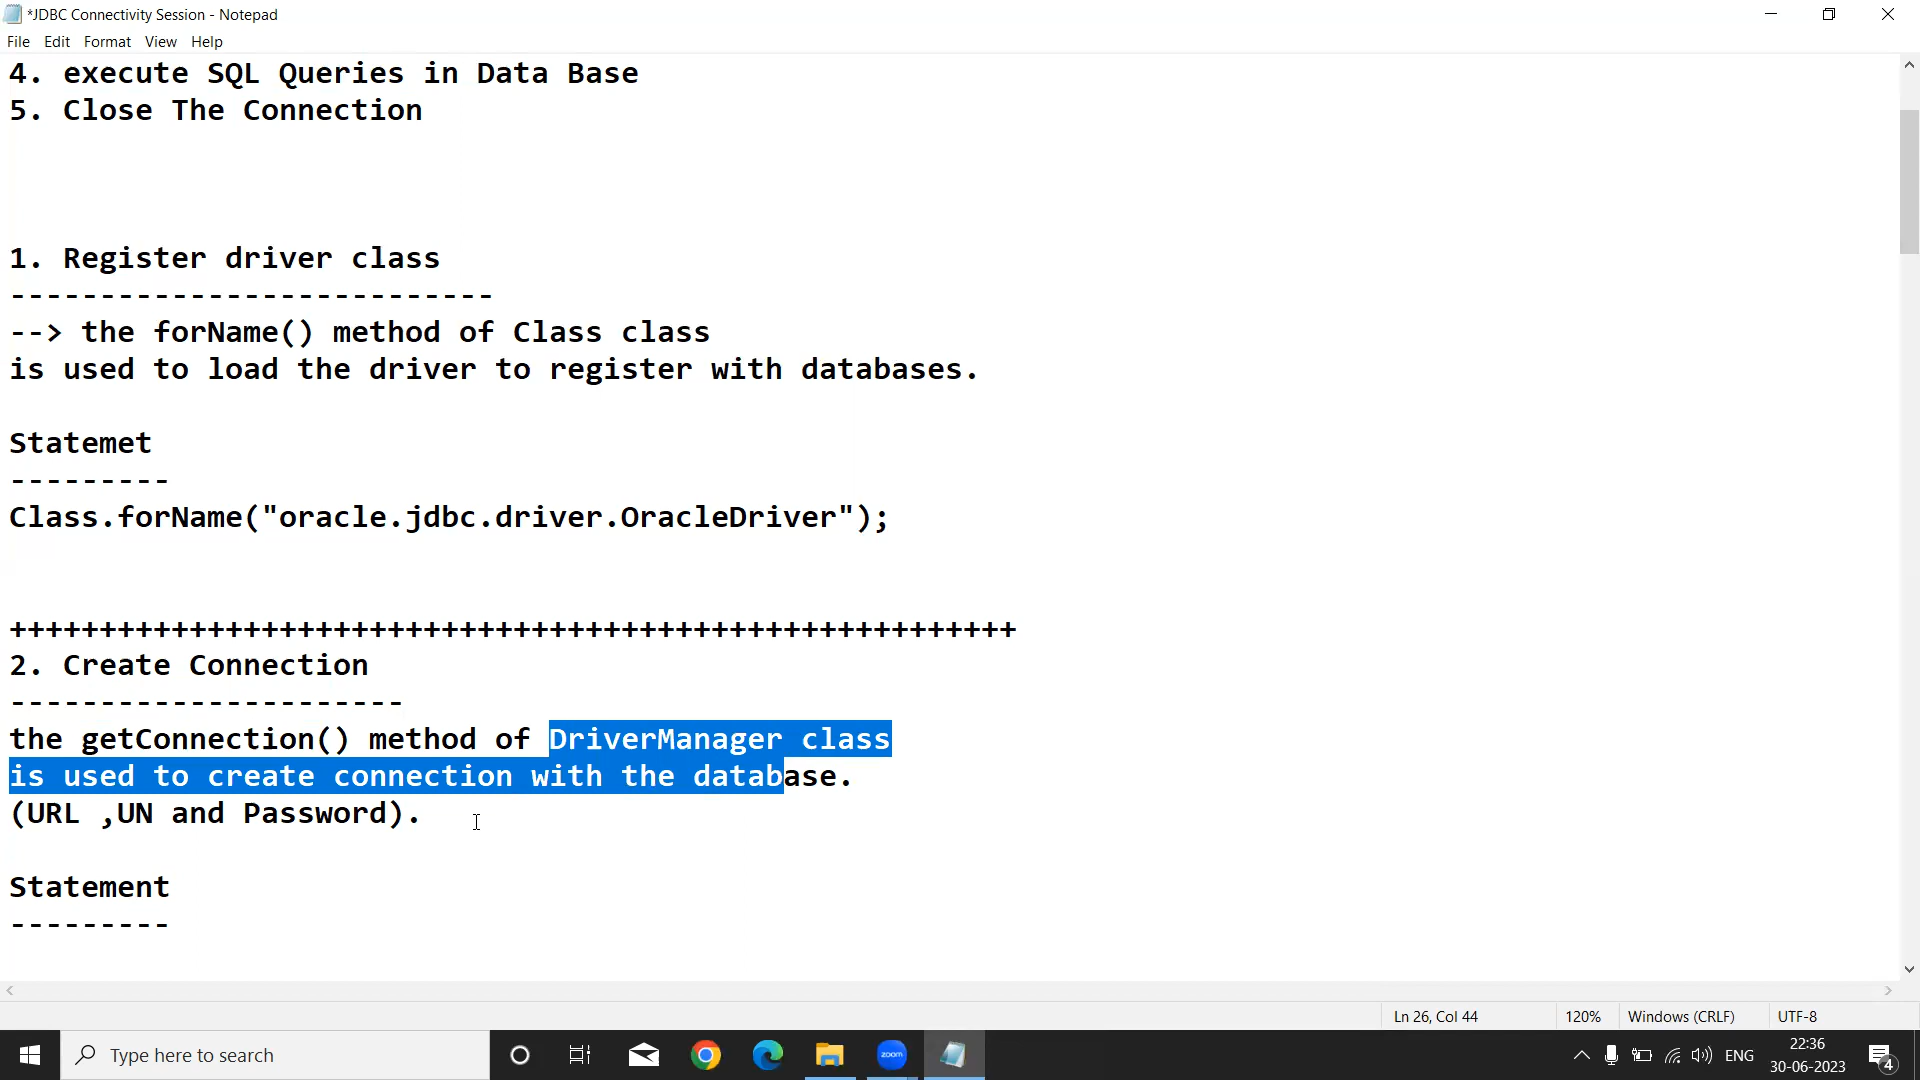 *JDBC Connectivity Session - Notepad
File Edit Format View Help
4. execute SQL Queries in Data Base
5. Close The Connection
1. Register driver class
---------------------------
--> the forName() method of Class class
is used to load the driver to register with databases.
Statemet
---------
Class.forName("oracle.jdbc.driver.OracleDriver");
++++++++++++++++++++++++++++++++++++++++++++++++++++++++
2. Create Connection
----------------------
the getConnection() method of DriverManager class
is used to create connection with the database.
(URL ,UN and Password).
Statement
---------
Ln 26, Col 44 120% Windows (CRLF) UTF-8
Type here to search
zoom
ENG
22:36
30-06-2023
4